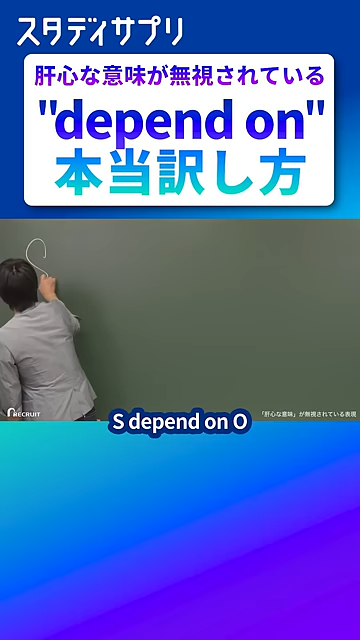 スタディサプリ
肝心な意味が無視されている
"depend on"
本当訳し方
S
RECRUIT
「肝心な意味」が無視されている表現
S depend on O